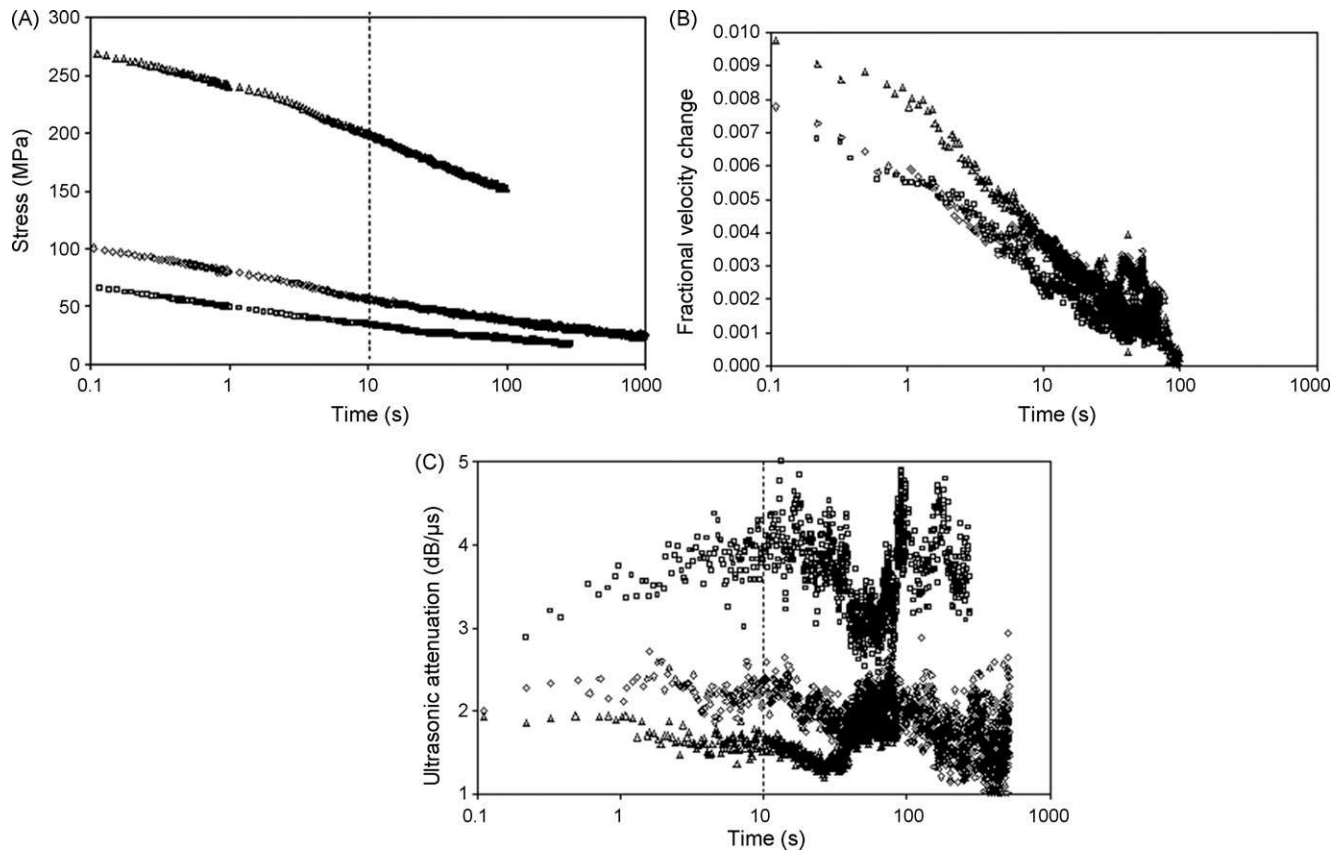 (A)
300
250
200
150
100
50
0
Stress (MPa)
0.1 1 10 100 1000
Time (s)
(B)
0.010
0.009
0.008
0.007
0.006
0.005
0.004
0.003
0.002
0.001
0.000
Fractional velocity change
0.1 1 10 100 1000
Time (s)
(C)
5
4
3
2
1
Ultrasonic attenuation (dB/μs)
0.1 1 10 100 1000
Time (s)